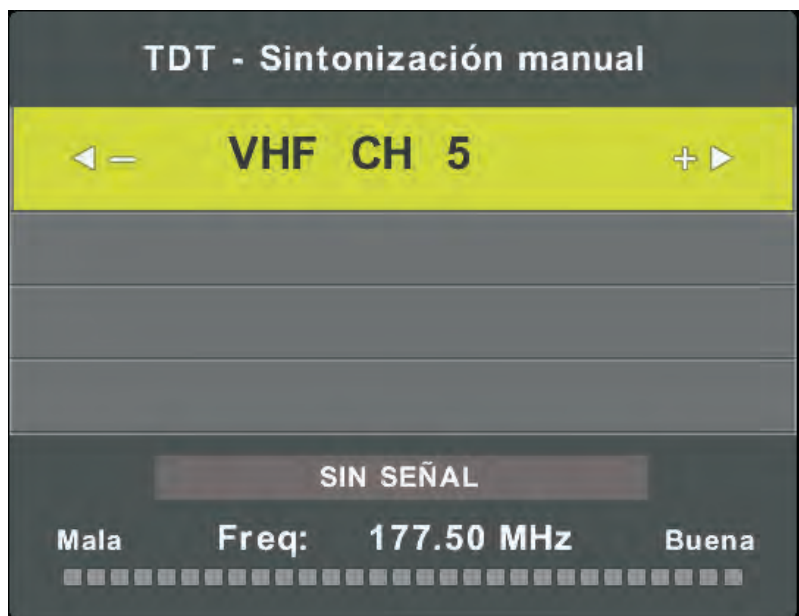 TDT - Sintonización manual
– VHF CH 5 +
SIN SEÑAL
Mala Freq: 177.50 MHz Buena